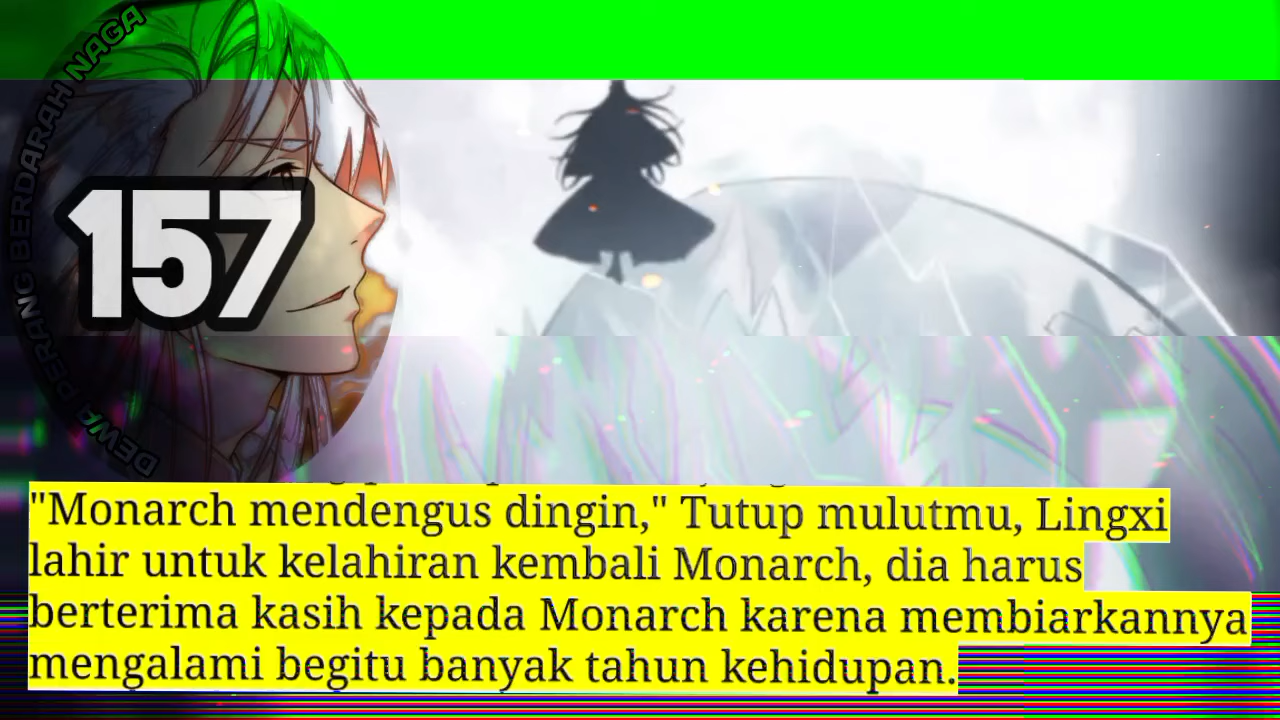 DEWA PERANG BERDARAH NAGA
157
"Monarch mendengus dingin," Tutup mulutmu, Lingxi
lahir untuk kelahiran kembali Monarch, dia harus
berterima kasih kepada Monarch karena membiarkannya
mengalami begitu banyak tahun kehidupan.